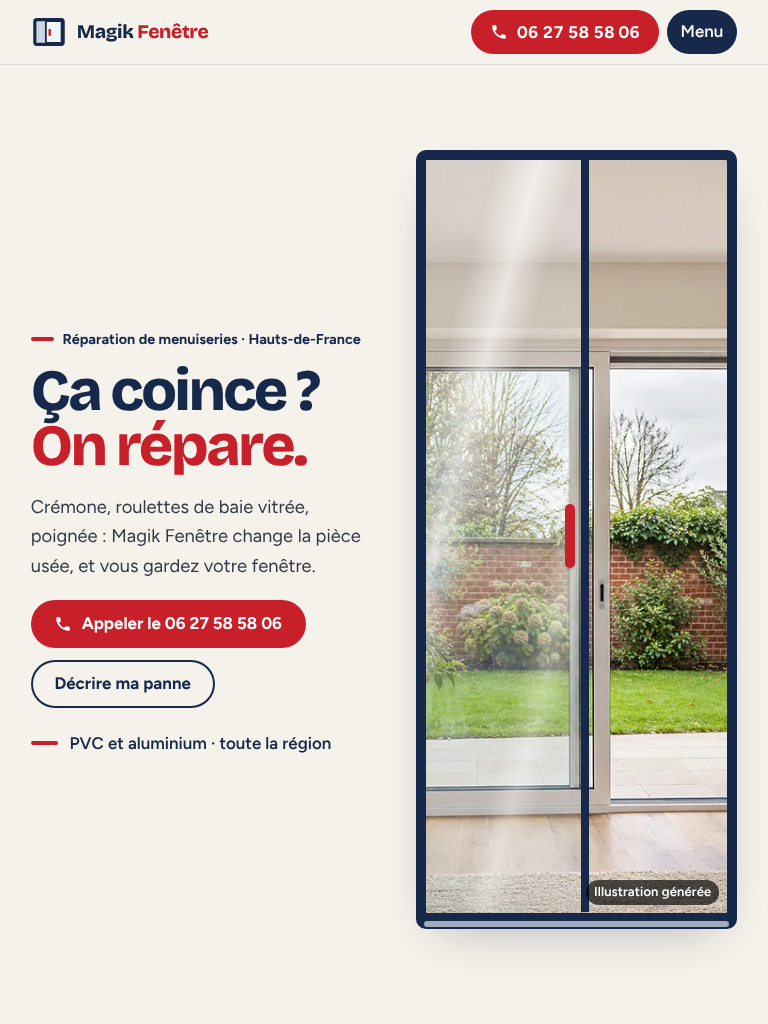 Magik Fenêtre
06 27 58 58 06
Menu
Réparation de menuiseries · Hauts-de-France
Ça coince ?
On répare.
Crémone, roulettes de baie vitrée,
poignée : Magik Fenêtre change la pièce
usée, et vous gardez votre fenêtre.
Appeler le 06 27 58 58 06
Décrire ma panne
PVC et aluminium · toute la région
Illustration générée